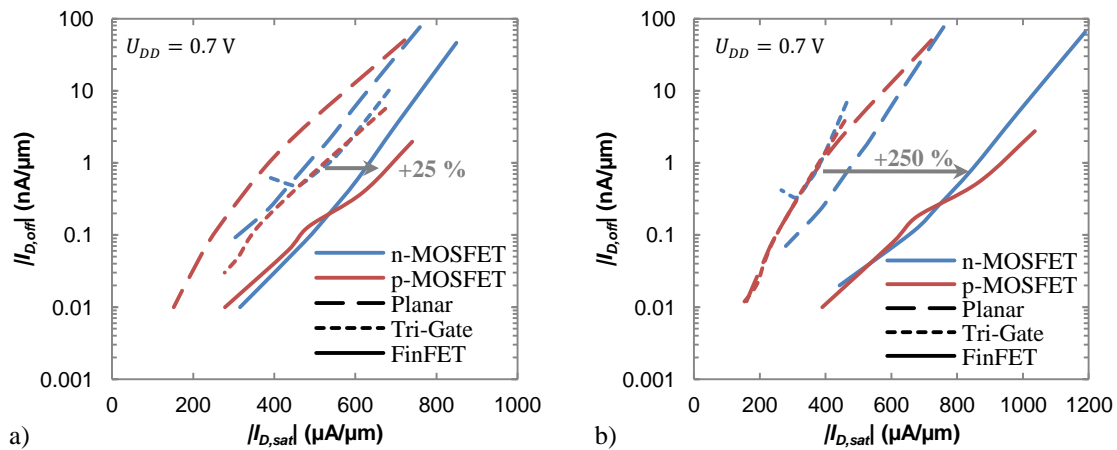 100
10
1
0.1
0.01
0.001
|I_D,off| (nA/µm)
U_DD = 0.7 V
+25 %
n-MOSFET
p-MOSFET
Planar
Tri-Gate
FinFET
0 200 400 600 800 1000
|I_D,sat| (µA/µm)
a)
100
10
1
0.1
0.01
0.001
|I_D,off| (nA/µm)
U_DD = 0.7 V
+250 %
n-MOSFET
p-MOSFET
Planar
Tri-Gate
FinFET
0 200 400 600 800 1000 1200
|I_D,sat| (µA/µm)
b)